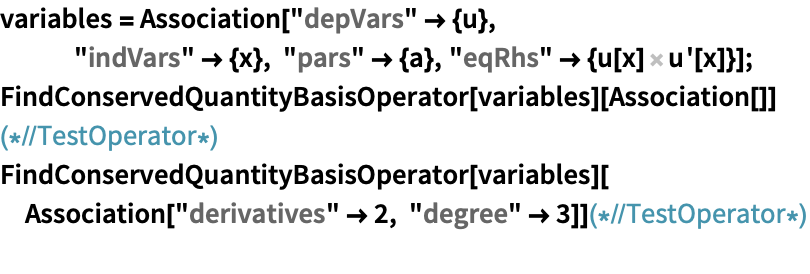 variables = Association["depVars" → {u},
"indVars" → {x}, "pars" → {a}, "eqRhs" → {u[x] × u'[x]}];
FindConservedQuantityBasisOperator[variables][Association[]]
(*//TestOperator*)
FindConservedQuantityBasisOperator[variables][
Association["derivatives" → 2, "degree" → 3]](*//TestOperator*)